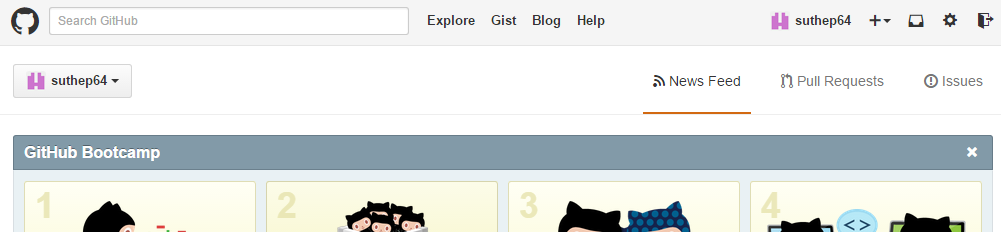 Search GitHub Explore Gist Blog Help suthep64
suthep64 News Feed Pull Requests Issues
GitHub Bootcamp
1 2 3 4